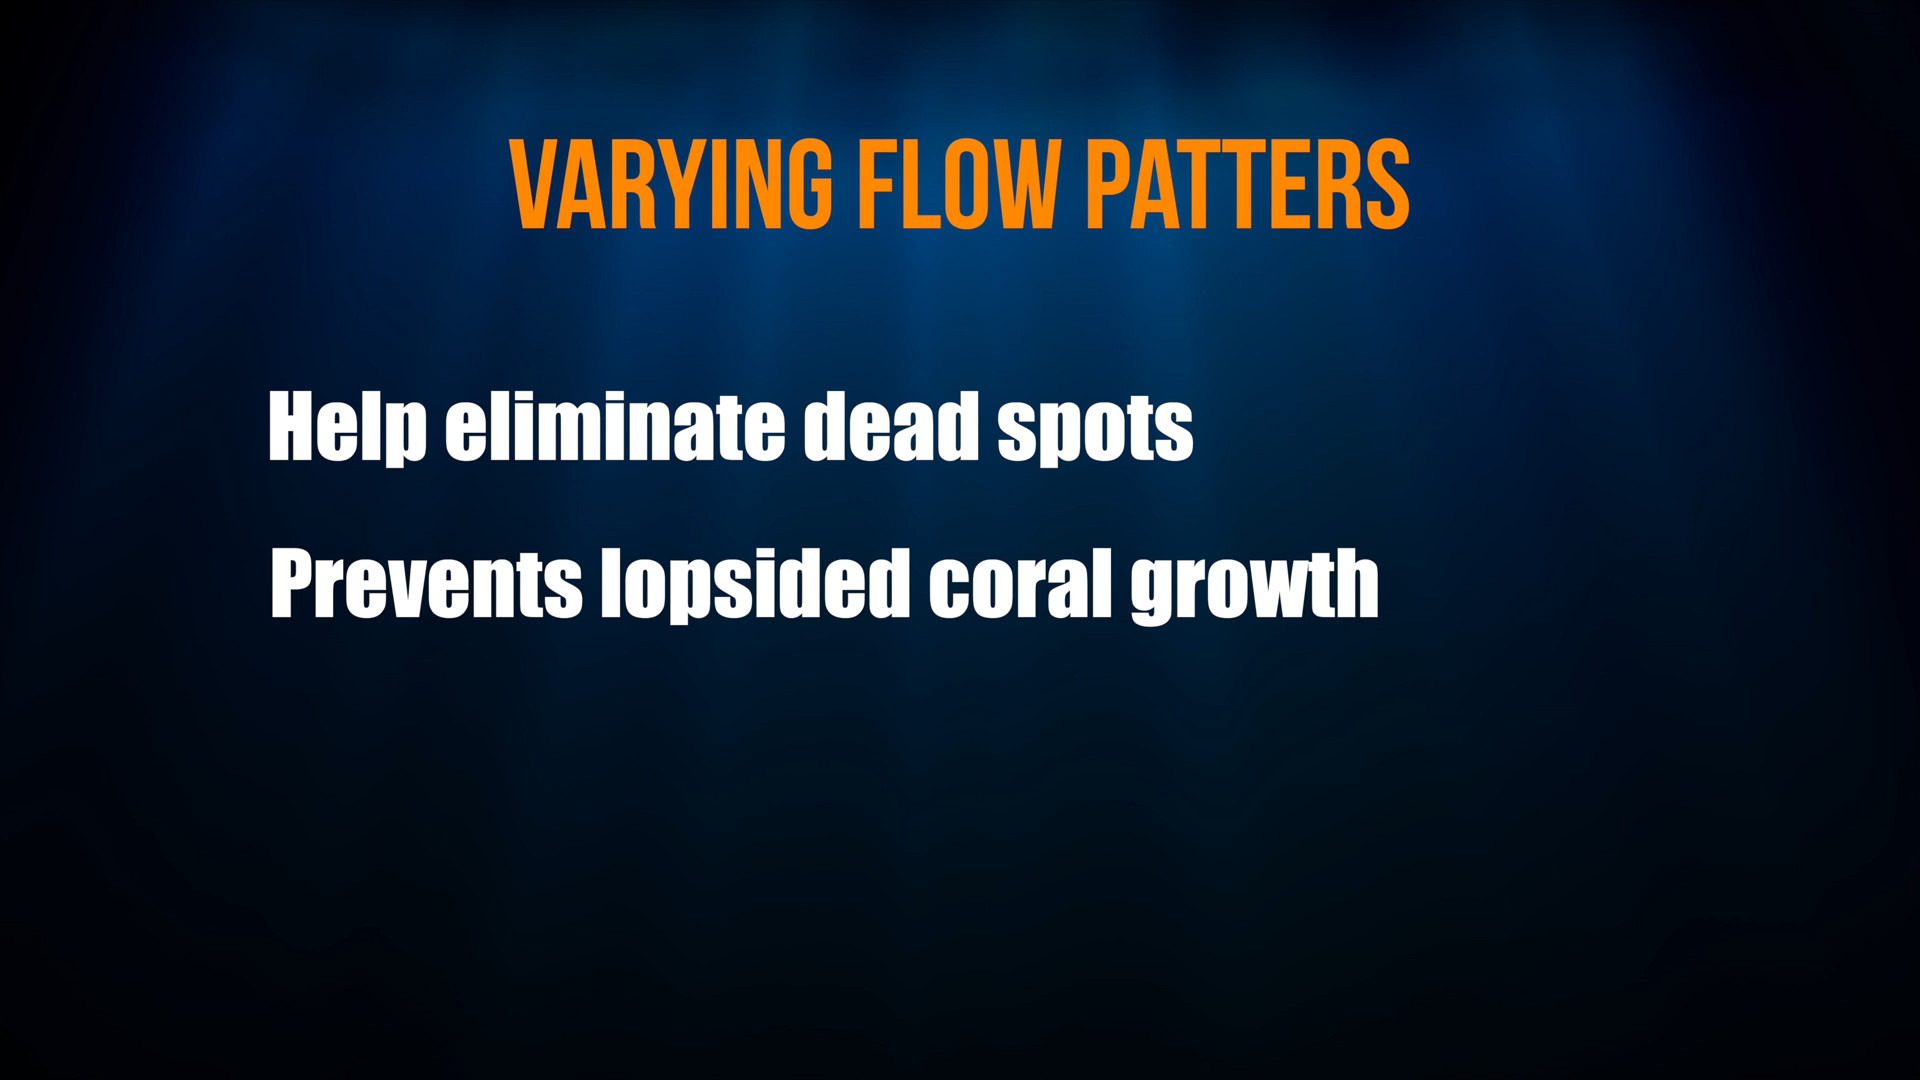 VARYING FLOW PATTERS
Help eliminate dead spots
Prevents lopsided coral growth